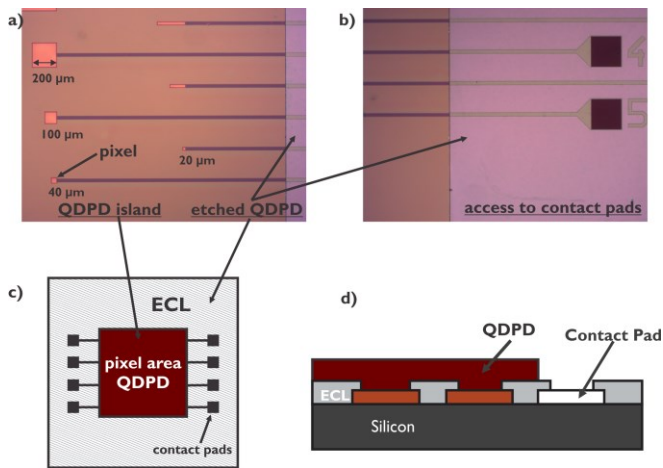 a)
200 µm
100 µm
pixel
20 µm
40 µm
QDPD island
etched QDPD
b)
4
5
access to contact pads
c)
ECL
pixel area
QDPD
contact pads
d)
QDPD
Contact Pad
ECL
Silicon